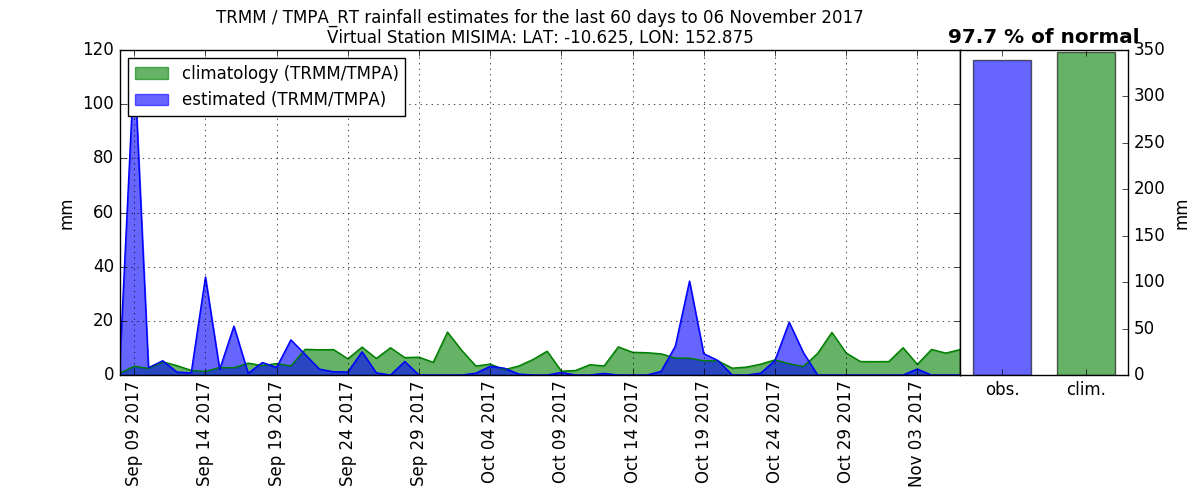 TRMM / TMPA_RT rainfall estimates for the last 60 days to 06 November 2017
Virtual Station MISIMA: LAT: -10.625, LON: 152.875
97.7 % of normal
climatology (TRMM/TMPA)
estimated (TRMM/TMPA)
120
100
80
60
40
20
0
mm
Sep 09 2017
Sep 14 2017
Sep 19 2017
Sep 24 2017
Sep 29 2017
Oct 04 2017
Oct 09 2017
Oct 14 2017
Oct 19 2017
Oct 24 2017
Oct 29 2017
Nov 03 2017
350
300
250
200
150
100
50
0
mm
obs.
clim.